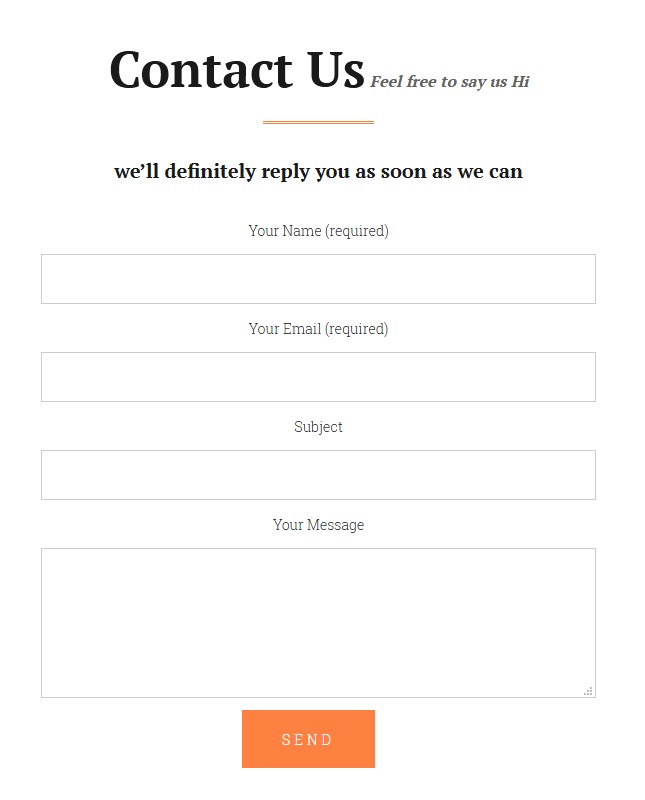 Contact Us Feel free to say us Hi
we’ll definitely reply you as soon as we can
Your Name (required)
Your Email (required)
Subject
Your Message
SEND